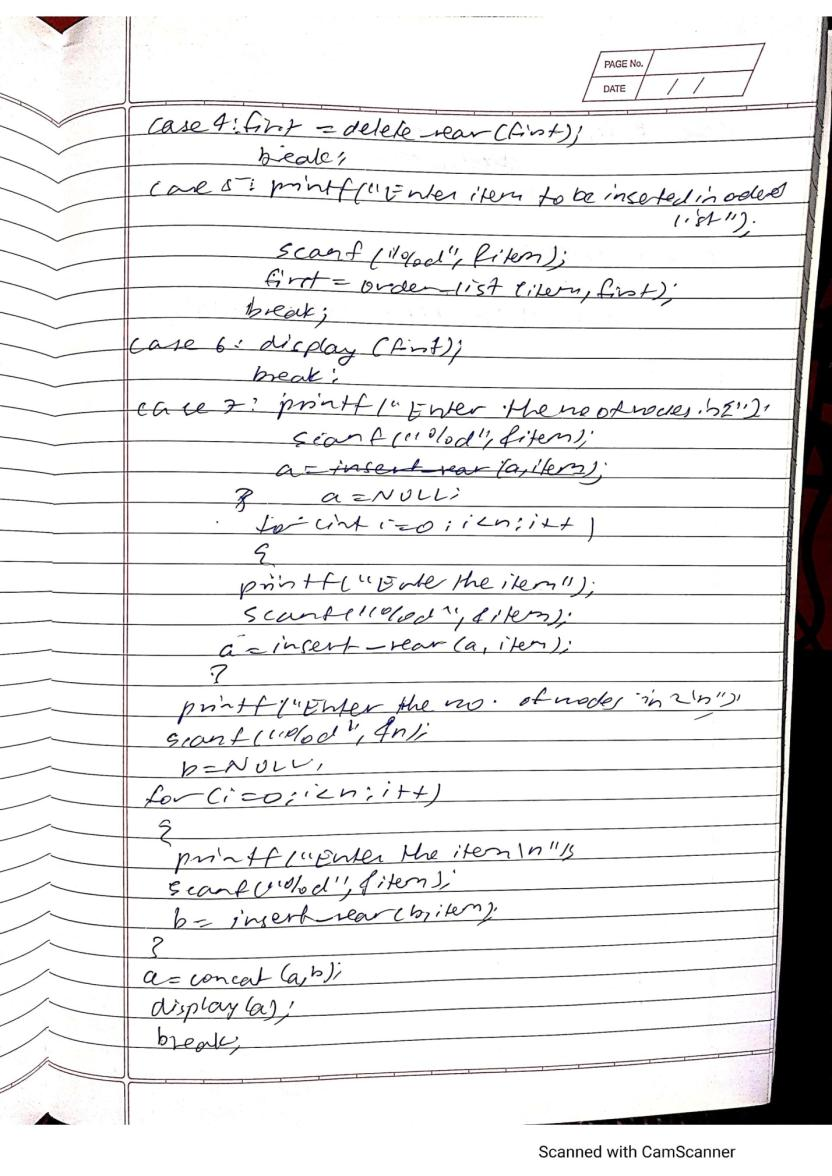 PAGE No.
DATE / /
case 4: first = delete_rear(first);
break;
case 5: printf("Enter item to be inserted in odered
list");
scanf("%d", &item);
first = order_list (item, first);
break;
case 6: display (first);
break;
case 7: printf("Enter the no of nodes
scanf("%d", &item);
a = insert_rear (a, item);
a = NULL;
for (int i=0; i<n; i++)
{
printf("Enter the item");
scanf("%d", &item);
a = insert_rear (a, item);
}
printf("Enter the no. of nodes in 2\n");
scanf("%d", &n);
b = NULL;
for (i=0; i<n; i++)
{
printf("Enter the item \n");
scanf("%d", &item);
b = insert_rear (b, item);
}
a = concat (a, b);
display (a);
break;
Scanned with CamScanner